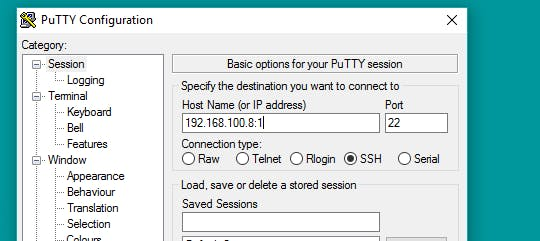 PuTTY Configuration
Category:
Session
Logging
Terminal
Keyboard
Bell
Features
Window
Appearance
Behaviour
Translation
Selection
Colours
Basic options for your PuTTY session
Specify the destination you want to connect to
Host Name (or IP address) Port
192.168.100.8:1 22
Connection type:
Raw Telnet Rlogin SSH Serial
Load, save or delete a stored session
Saved Sessions